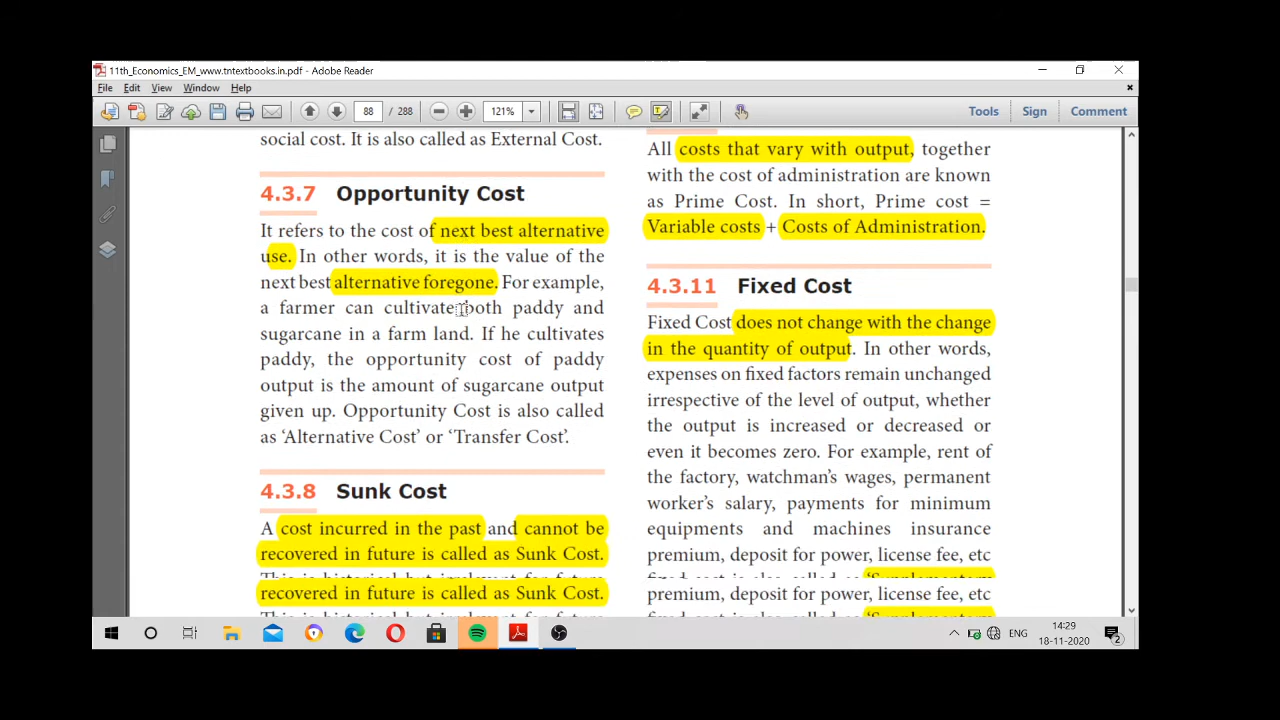 11th_Economics_EM_www.tntextbooks.in.pdf - Adobe Reader
File Edit View Window Help
88 / 288
121%
Tools Sign Comment
social cost. It is also called as External Cost.
4.3.7 Opportunity Cost
It refers to the cost of next best alternative
use. In other words, it is the value of the
next best alternative foregone. For example,
a farmer can cultivate both paddy and
sugarcane in a farm land. If he cultivates
paddy, the opportunity cost of paddy
output is the amount of sugarcane output
given up. Opportunity Cost is also called
as ‘Alternative Cost’ or ‘Transfer Cost’.
4.3.8 Sunk Cost
A cost incurred in the past and cannot be
recovered in future is called as Sunk Cost.
recovered in future is called as Sunk Cost.
All costs that vary with output, together
with the cost of administration are known
as Prime Cost. In short, Prime cost =
Variable costs + Costs of Administration.
4.3.11 Fixed Cost
Fixed Cost does not change with the change
in the quantity of output. In other words,
expenses on fixed factors remain unchanged
irrespective of the level of output, whether
the output is increased or decreased or
even it becomes zero. For example, rent of
the factory, watchman’s wages, permanent
worker’s salary, payments for minimum
equipments and machines insurance
premium, deposit for power, license fee, etc
premium, deposit for power, license fee, etc
ENG
14:29
18-11-2020
2